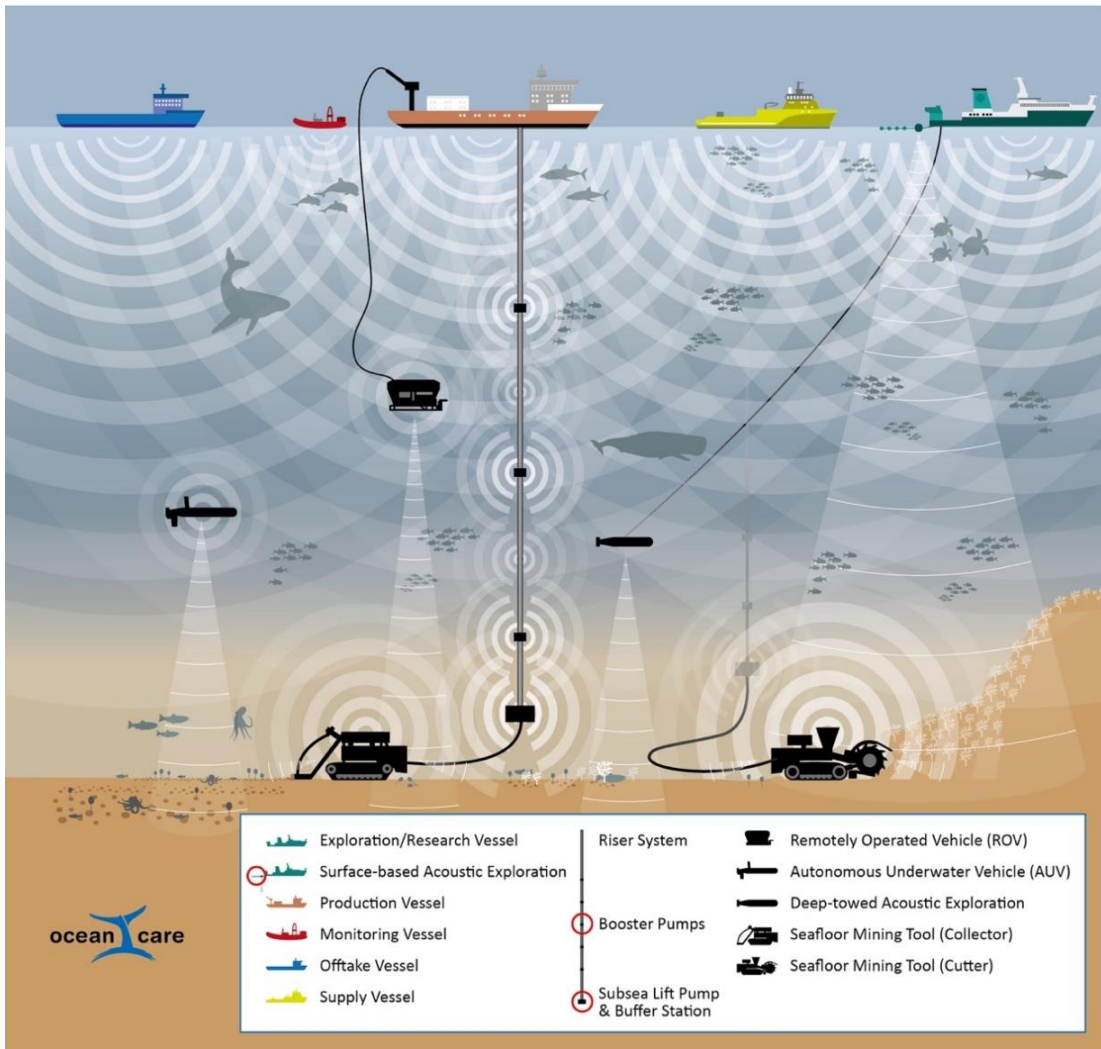 Exploration/Research Vessel
Surface-based Acoustic Exploration
Production Vessel
Monitoring Vessel
Offtake Vessel
Supply Vessel
Riser System
Booster Pumps
Subsea Lift Pump
& Buffer Station
Remotely Operated Vehicle (ROV)
Autonomous Underwater Vehicle (AUV)
Deep-towed Acoustic Exploration
Seafloor Mining Tool (Collector)
Seafloor Mining Tool (Cutter)
ocean care